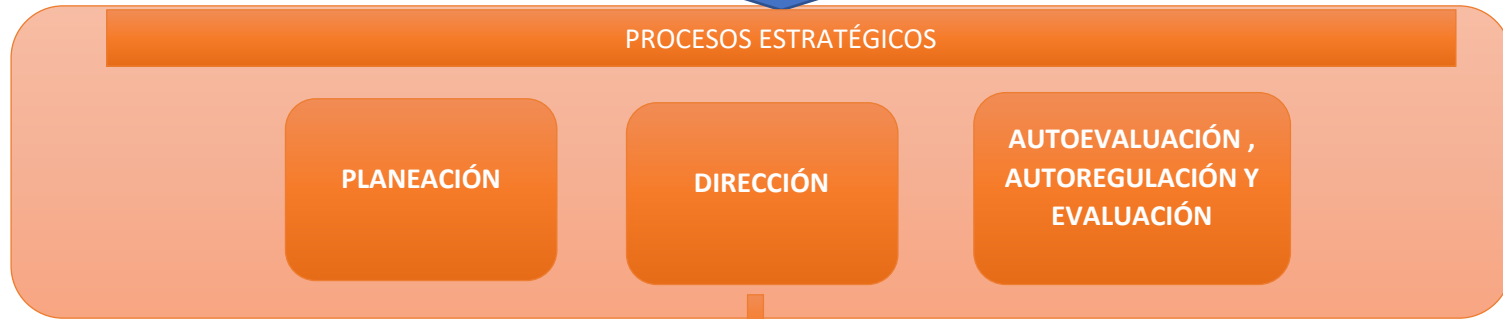 PROCESOS ESTRATÉGICOS
PLANEACIÓN
DIRECCIÓN
AUTOEVALUACIÓN ,
AUTOREGULACIÓN Y
EVALUACIÓN